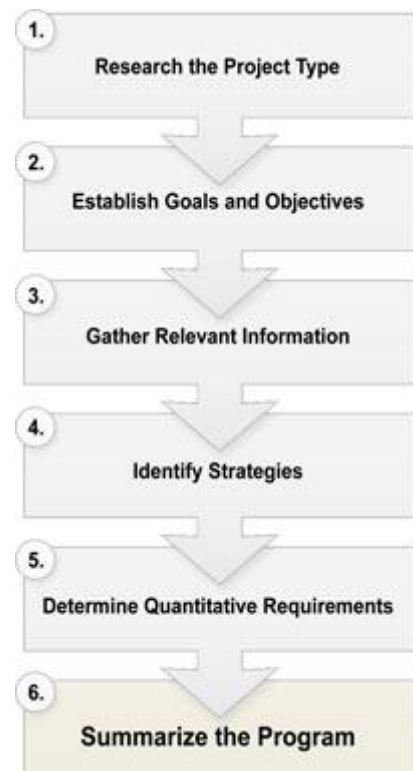 1.
Research the Project Type
2.
Establish Goals and Objectives
3.
Gather Relevant Information
4.
Identify Strategies
5.
Determine Quantitative Requirements
6.
Summarize the Program